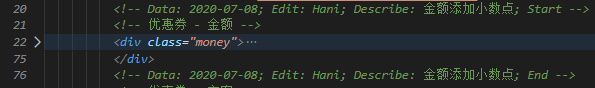 20 <!-- Data: 2020-07-08; Edit: Hani; Describe: 金额添加小数点; Start -->
21 <!-- 优惠券 - 金额 -->
22 <div class="money">…
75 </div>
76 <!-- Data: 2020-07-08; Edit: Hani; Describe: 金额添加小数点; End -->